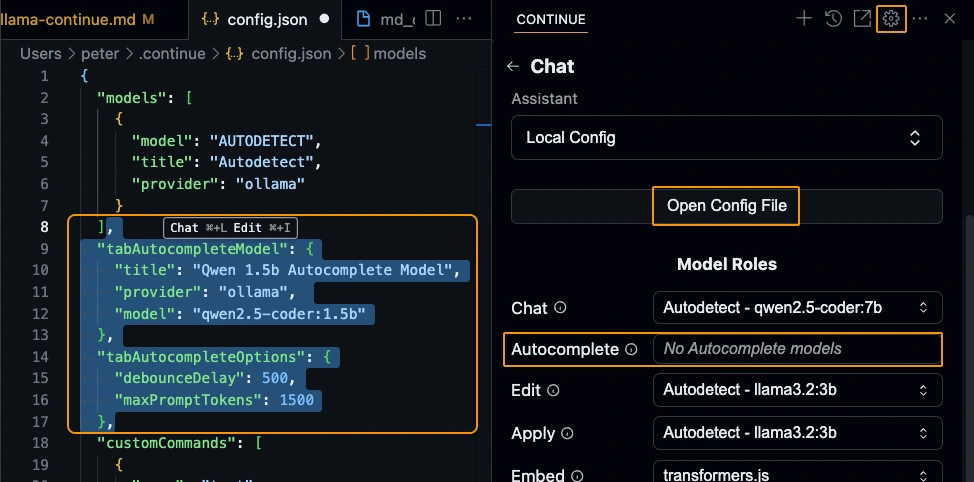 llama-continue.md M
{..} config.json
md_c
Users > peter > .continue > {..} config.json > [ ] models
1 {
2 "models": [
3 {
4 "model": "AUTODETECT",
5 "title": "Autodetect",
6 "provider": "ollama"
7 }
8 ],
Chat ⌘+L Edit ⌘+I
9 "tabAutocompleteModel": {
10 "title": "Qwen 1.5b Autocomplete Model",
11 "provider": "ollama",
12 "model": "qwen2.5-coder:1.5b"
13 },
14 "tabAutocompleteOptions": {
15 "debounceDelay": 500,
16 "maxPromptTokens": 1500
17 },
18 "customCommands": [
19 {
CONTINUE
← Chat
Assistant
Local Config
Open Config File
Model Roles
Chat Autodetect - qwen2.5-coder:7b
Autocomplete No Autocomplete models
Edit Autodetect - llama3.2:3b
Apply Autodetect - llama3.2:3b
Embed transformers.js